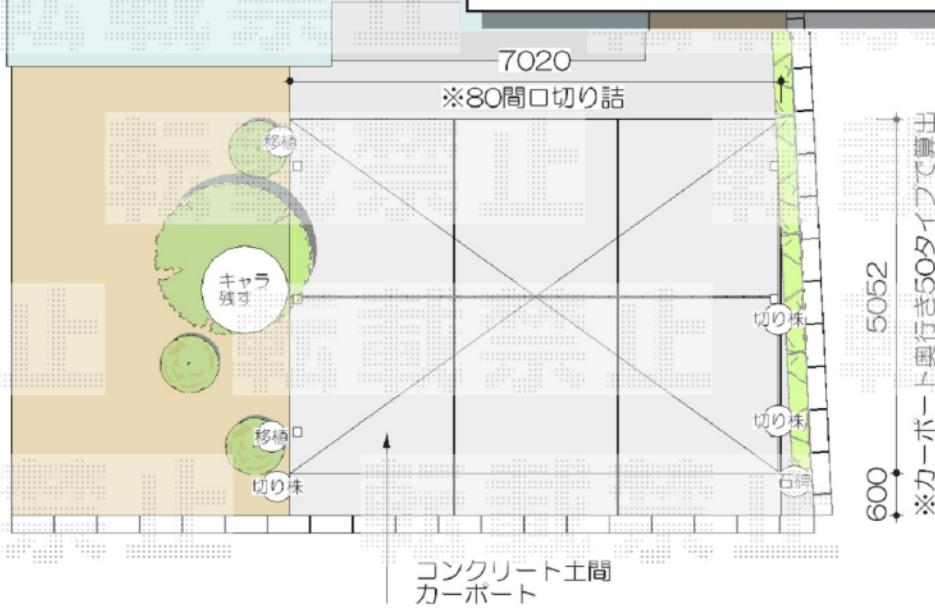 7020
※80間口切り詰
移植
キャラ
残す
切り株
切り株
移植
切り株
石碑
5052
※カーポート奥行き50タイプで算出
600
コンクリート土間
カーポート